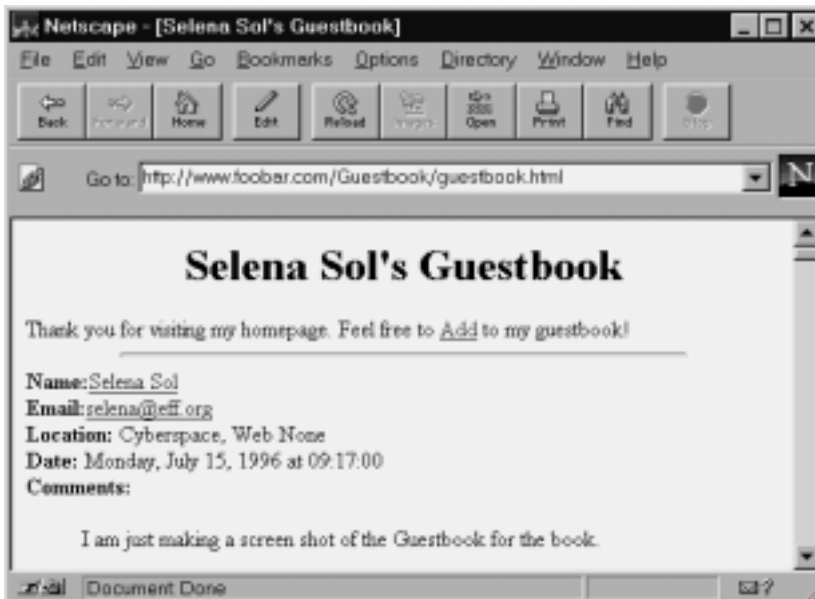 Netscape - [Selena Sol's Guestbook]
File Edit View Go Bookmarks Options Directory Window Help
Back Forward Home Edit Reload Images Open Print Find Stop
Go to: http://www.foobar.com/Guestbook/guestbook.html
N
Selena Sol's Guestbook
Thank you for visiting my homepage. Feel free to Add to my guestbook!
Name:Selena Sol
Email:selena@eff.org
Location: Cyberspace, Web None
Date: Monday, July 15, 1996 at 09:17:00
Comments:
I am just making a screen shot of the Guestbook for the book.
Document Done